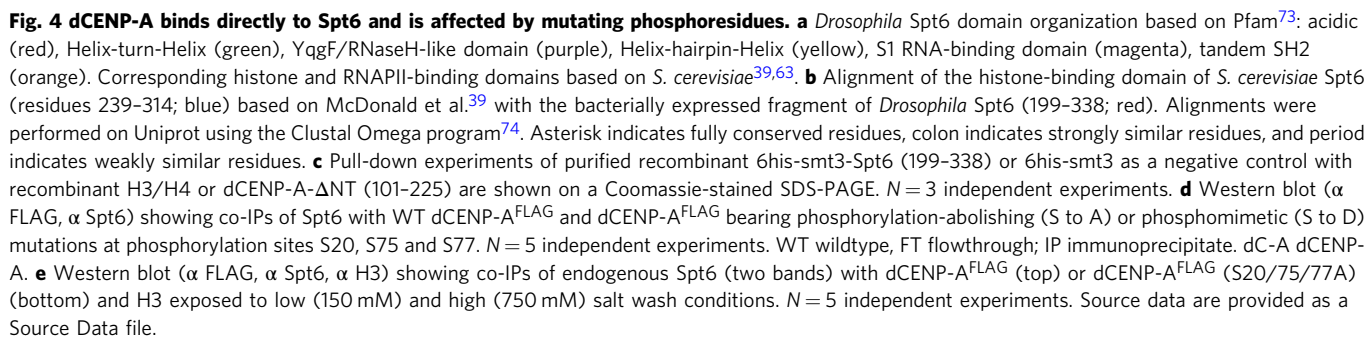 Fig. 4 dCENP-A binds directly to Spt6 and is affected by mutating phosphoresidues. a Drosophila Spt6 domain organization based on Pfam73: acidic
(red), Helix-turn-Helix (green), YqgF/RNaseH-like domain (purple), Helix-hairpin-Helix (yellow), S1 RNA-binding domain (magenta), tandem SH2
(orange). Corresponding histone and RNAPII-binding domains based on S. cerevisiae39,63. b Alignment of the histone-binding domain of S. cerevisiae Spt6
(residues 239–314; blue) based on McDonald et al.39 with the bacterially expressed fragment of Drosophila Spt6 (199–338; red). Alignments were
performed on Uniprot using the Clustal Omega program74. Asterisk indicates fully conserved residues, colon indicates strongly similar residues, and period
indicates weakly similar residues. c Pull-down experiments of purified recombinant 6his-smt3-Spt6 (199–338) or 6his-smt3 as a negative control with
recombinant H3/H4 or dCENP-A-ΔNT (101–225) are shown on a Coomassie-stained SDS-PAGE. N = 3 independent experiments. d Western blot (α
FLAG, α Spt6) showing co-IPs of Spt6 with WT dCENP-AFLAG and dCENP-AFLAG bearing phosphorylation-abolishing (S to A) or phosphomimetic (S to D)
mutations at phosphorylation sites S20, S75 and S77. N = 5 independent experiments. WT wildtype, FT flowthrough; IP immunoprecipitate. dC-A dCENP-
A. e Western blot (α FLAG, α Spt6, α H3) showing co-IPs of endogenous Spt6 (two bands) with dCENP-AFLAG (top) or dCENP-AFLAG (S20/75/77A)
(bottom) and H3 exposed to low (150 mM) and high (750 mM) salt wash conditions. N = 5 independent experiments. Source data are provided as a
Source Data file.